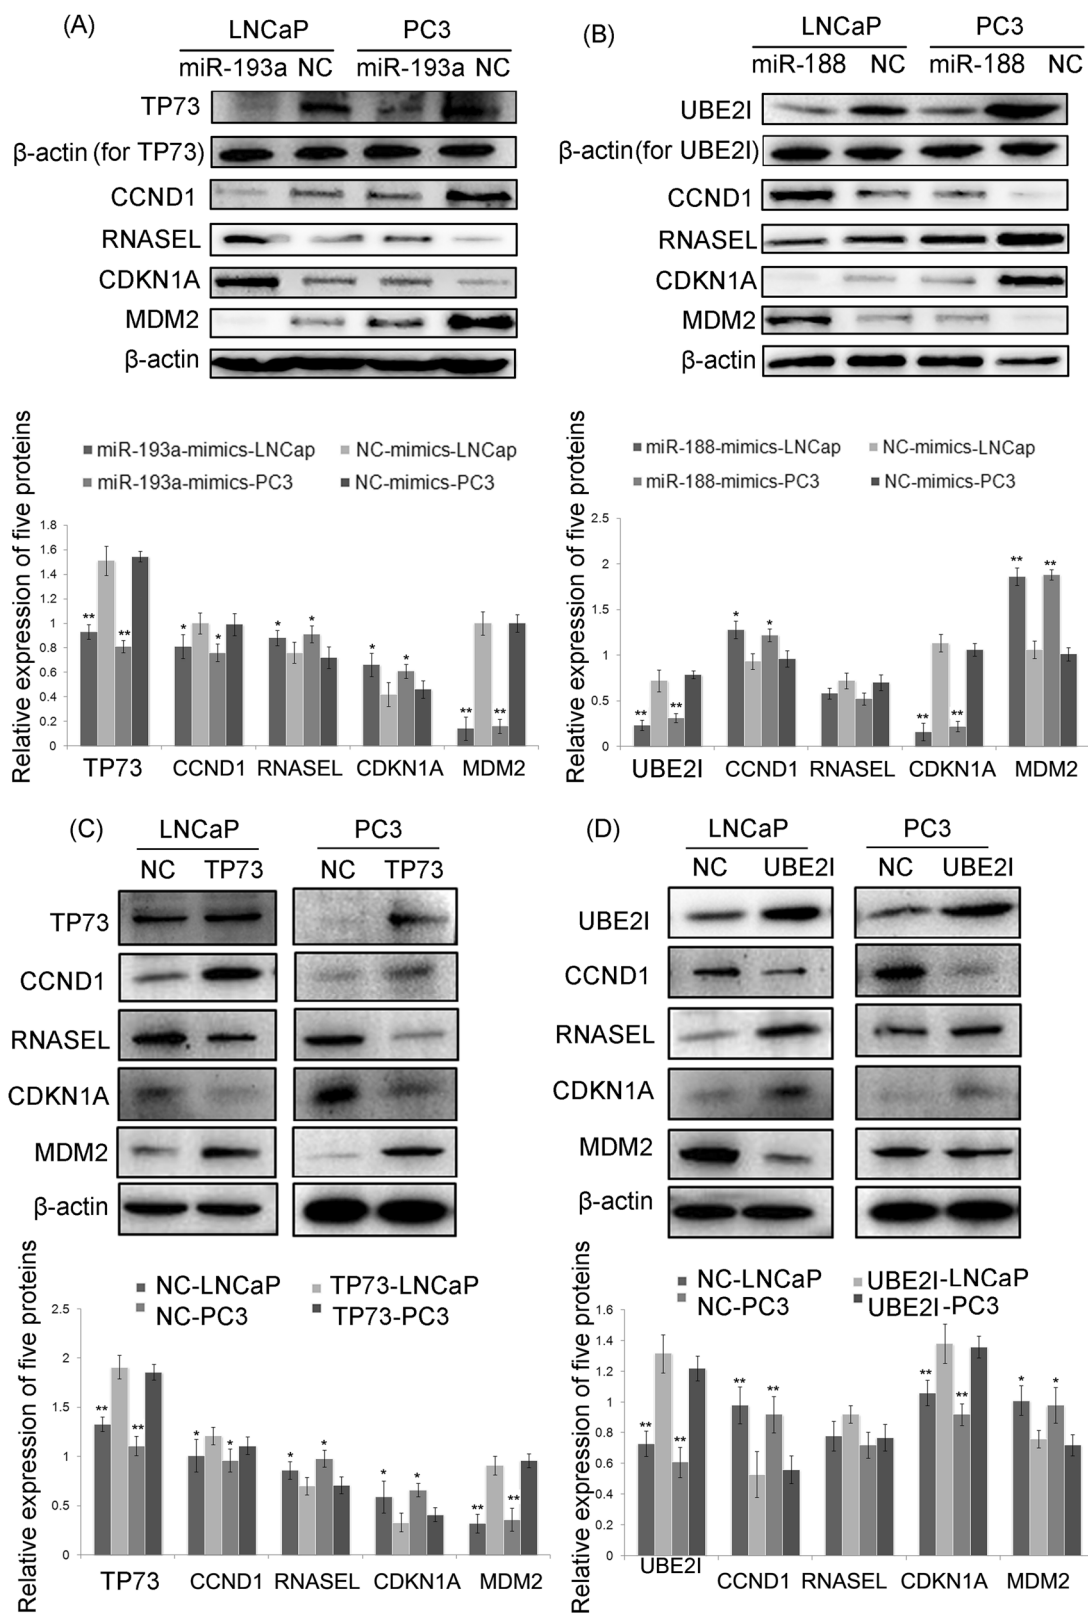 (A)
LNCaP PC3
miR-193a NC miR-193a NC
TP73
β-actin (for TP73)
CCND1
RNASEL
CDKN1A
MDM2
β-actin
Relative expression of five proteins
miR-193a-mimics-LNCap NC-mimics-LNCap
miR-193a-mimics-PC3 NC-mimics-PC3
1.8
1.6
1.4
1.2
1
0.8
0.6
0.4
0.2
0
** ** * * * * * * ** **
TP73 CCND1 RNASEL CDKN1A MDM2
(B)
LNCaP PC3
miR-188 NC miR-188 NC
UBE2I
β-actin(for UBE2I)
CCND1
RNASEL
CDKN1A
MDM2
β-actin
Relative expression of five proteins
miR-188-mimics-LNCap NC-mimics-LNCap
miR-188-mimics-PC3 NC-mimics-PC3
2.5
2
1.5
1
0.5
0
** ** * * ** ** ** **
UBE2I CCND1 RNASEL CDKN1A MDM2
(C)
LNCaP PC3
NC TP73 NC TP73
TP73
CCND1
RNASEL
CDKN1A
MDM2
β-actin
Relative expression of five proteins
NC-LNCaP TP73-LNCaP
NC-PC3 TP73-PC3
2.5
2
1.5
1
0.5
0
** ** * * * * * * ** **
TP73 CCND1 RNASEL CDKN1A MDM2
(D)
LNCaP PC3
NC UBE2I NC UBE2I
UBE2I
CCND1
RNASEL
CDKN1A
MDM2
β-actin
Relative expression of five proteins
NC-LNCaP UBE2I-LNCaP
NC-PC3 UBE2I-PC3
1.6
1.4
1.2
1
0.8
0.6
0.4
0.2
0
** ** ** ** ** ** * *
UBE2I CCND1 RNASEL CDKN1A MDM2